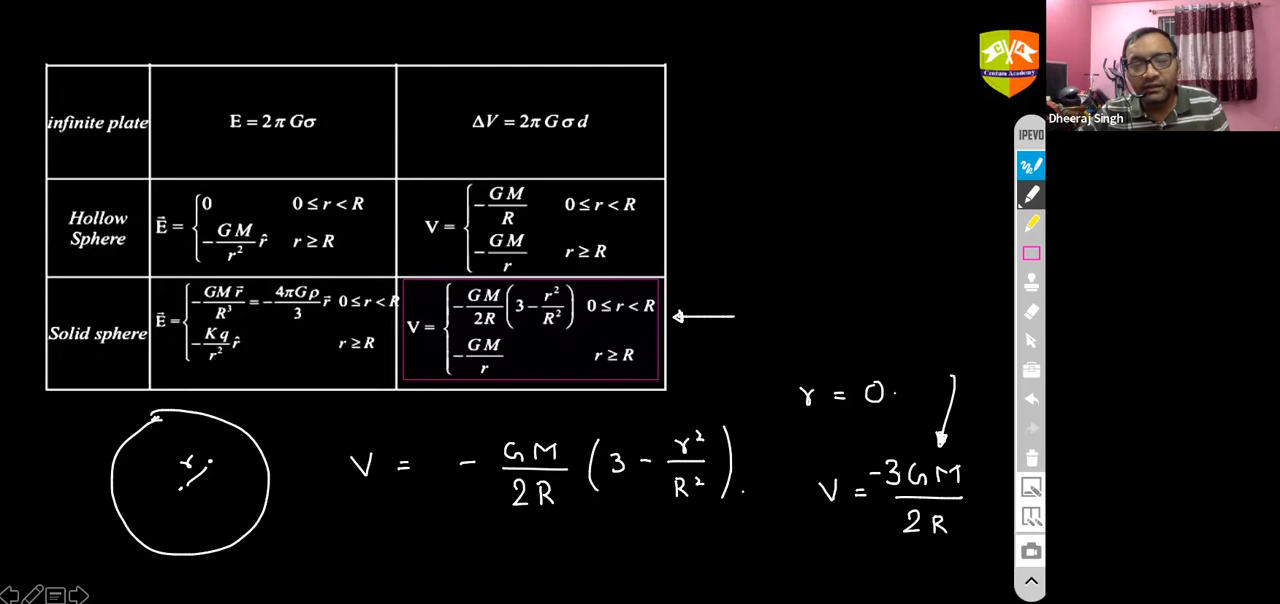 Centum Academy
Dheeraj Singh
IPEVO
infinite plate E = 2π Gσ ΔV = 2π G σ d
Hollow Sphere E⃗ = { 0 0 ≤ r < R
-GM/r² r̂ r ≥ R
V = { -GM/R 0 ≤ r < R
-GM/r r ≥ R
Solid sphere E⃗ = { -GM r⃗/R³ = -4πGρ/3 r⃗ 0 ≤ r < R
-Kq/r² r̂ r ≥ R
V = { -GM/2R (3 - r²/R²) 0 ≤ r < R
-GM/r r ≥ R
r
V = - GM/2R (3 - r²/R²).
r = 0.
V = -3GM/2R